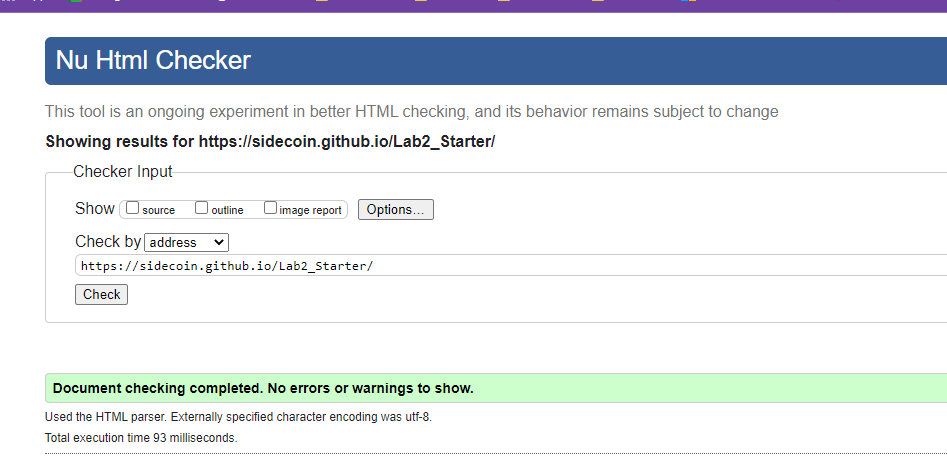 Nu Html Checker
This tool is an ongoing experiment in better HTML checking, and its behavior remains subject to change
Showing results for https://sidecoin.github.io/Lab2_Starter/
Checker Input
Show source outline image report Options...
Check by address
https://sidecoin.github.io/Lab2_Starter/
Check
Document checking completed. No errors or warnings to show.
Used the HTML parser. Externally specified character encoding was utf-8.
Total execution time 93 milliseconds.